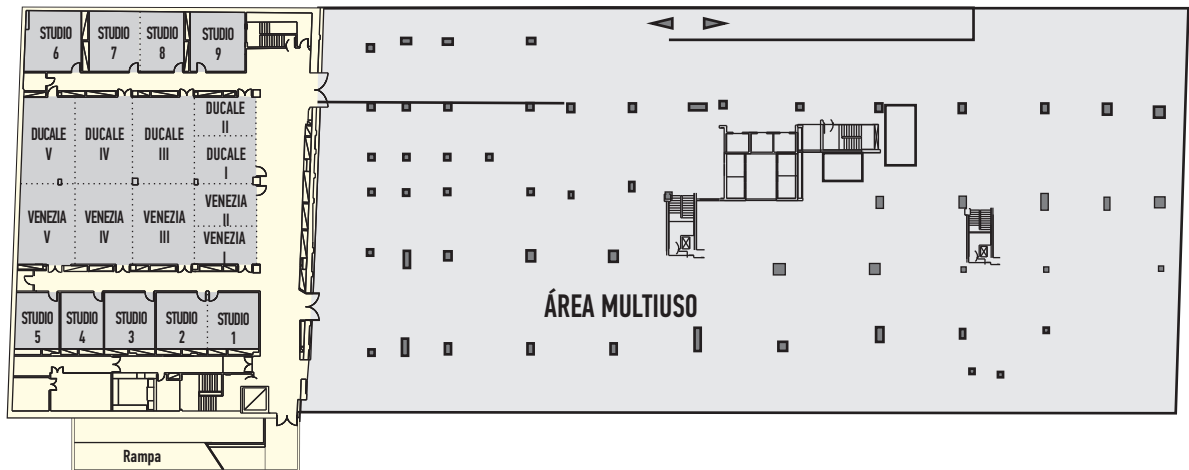 STUDIO
6
STUDIO
7
STUDIO
8
STUDIO
9
DUCALE
V
DUCALE
IV
DUCALE
III
DUCALE
II
DUCALE
I
VENEZIA
V
VENEZIA
IV
VENEZIA
III
VENEZIA
II
VENEZIA
I
ÁREA MULTIUSO
STUDIO
5
STUDIO
4
STUDIO
3
STUDIO
2
STUDIO
1
Rampa